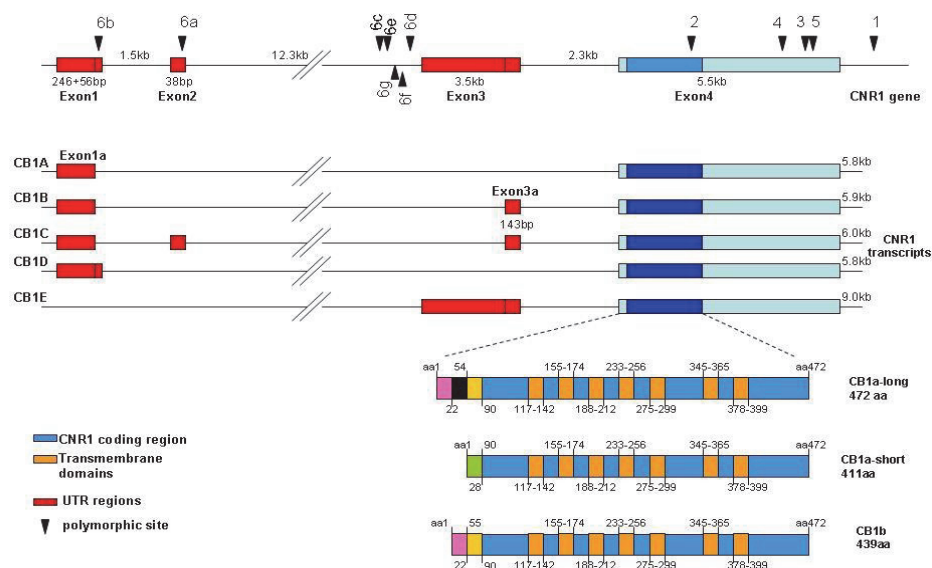 6b 6a 6c 6e 6d 2 4 3 5 1
1.5kb 12.3kb 2.3kb
246+56bp 38bp 6g 6f 3.5kb 5.5kb
Exon1 Exon2 Exon3 Exon4 CNR1 gene
Exon1a
CB1A 5.8kb
Exon3a
CB1B 5.9kb
143bp
CB1C 6.0kb
CNR1
transcripts
CB1D 5.8kb
CB1E 9.0kb
aa1 54 155-174 233-256 345-365 aa472
CB1a-long
472 aa
22 90 117-142 188-212 275-299 378-399
CNR1 coding region
Transmembrane
domains
UTR regions
polymorphic site
aa1 90 155-174 233-256 345-365 aa472
CB1a-short
411aa
28 117-142 188-212 275-299 378-399
aa1 55 155-174 233-256 345-365 aa472
CB1b
439aa
22 90 117-142 188-212 275-299 378-399